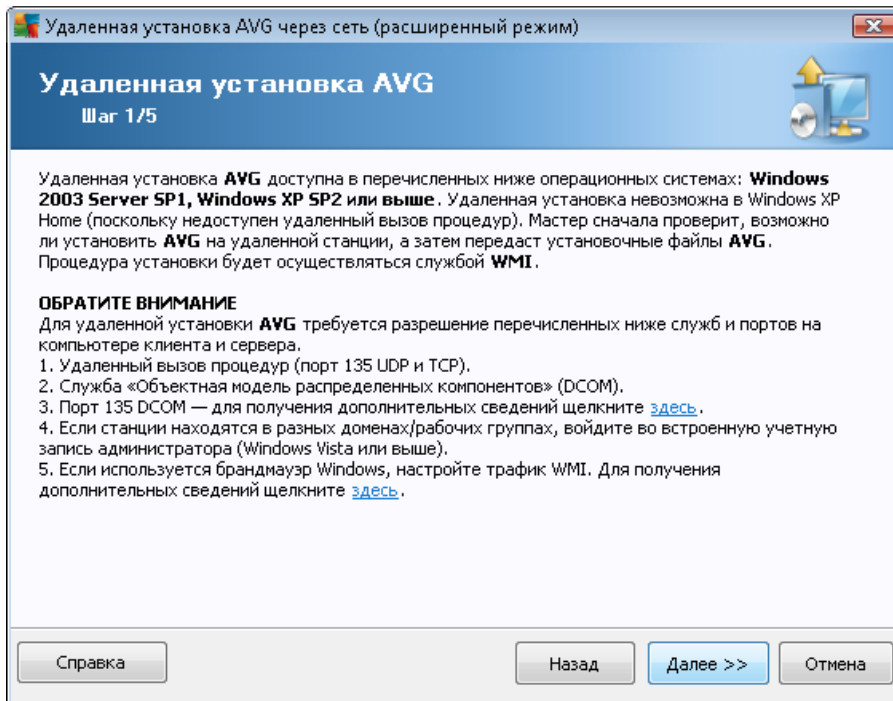 Удаленная установка AVG через сеть (расширенный режим)
Удаленная установка AVG
Шаг 1/5
Удаленная установка AVG доступна в перечисленных ниже операционных системах: Windows
2003 Server SP1, Windows XP SP2 или выше. Удаленная установка невозможна в Windows XP
Home (поскольку недоступен удаленный вызов процедур). Мастер сначала проверит, возможно
ли установить AVG на удаленной станции, а затем передаст установочные файлы AVG.
Процедура установки будет осуществляться службой WMI.
ОБРАТИТЕ ВНИМАНИЕ
Для удаленной установки AVG требуется разрешение перечисленных ниже служб и портов на
компьютере клиента и сервера.
1. Удаленный вызов процедур (порт 135 UDP и TCP).
2. Служба «Объектная модель распределенных компонентов» (DCOM).
3. Порт 135 DCOM — для получения дополнительных сведений щелкните здесь.
4. Если станции находятся в разных доменах/рабочих группах, войдите во встроенную учетную
запись администратора (Windows Vista или выше).
5. Если используется брандмауэр Windows, настройте трафик WMI. Для получения
дополнительных сведений щелкните здесь.
Справка
Назад
Далее >>
Отмена